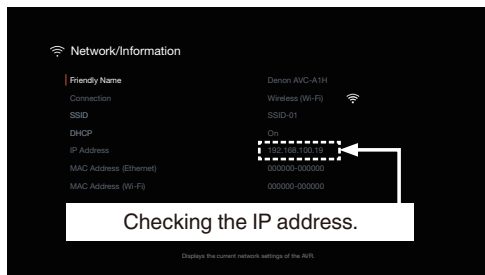 Network/Information
Friendly Name Denon AVC-A1H
Connection Wireless (Wi-Fi)
SSID SSID-01
DHCP On
IP Address 192.168.100.19
MAC Address (Ethernet) 000000-000000
MAC Address (Wi-Fi) 000000-000000
Checking the IP address.
Displays the current network settings of the AVR.